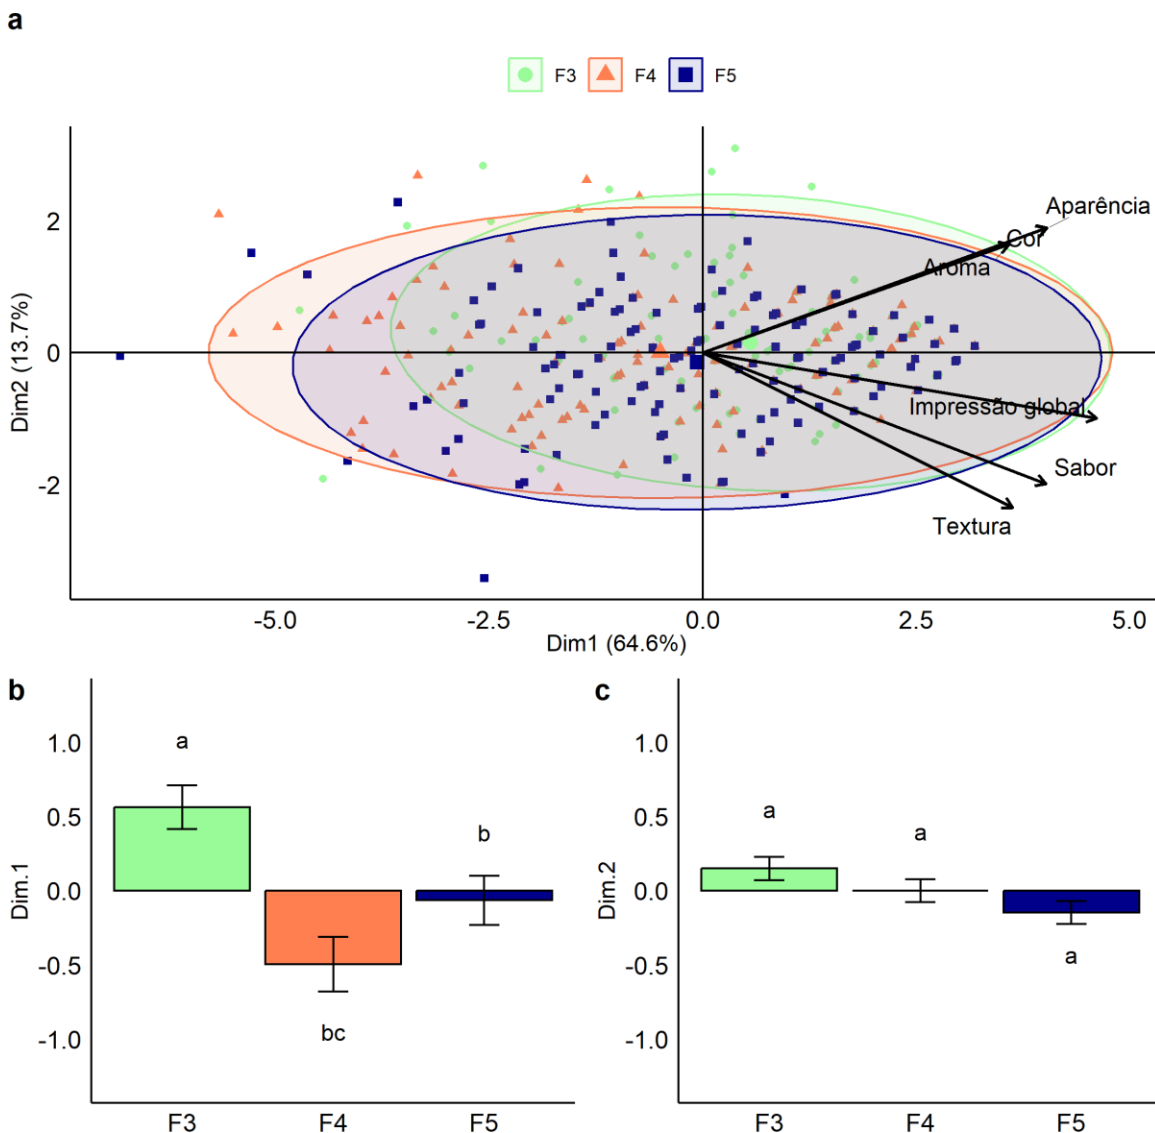 a
F3 F4 F5
Aparência
Cor
Aroma
Impressão global
Sabor
Textura
Dim2 (13.7%)
2
0
-2
-5.0 -2.5 0.0 2.5 5.0
Dim1 (64.6%)
b
Dim.1
1.0
0.5
0.0
-0.5
-1.0
a
bc
b
F3 F4 F5
c
Dim.2
1.0
0.5
0.0
-0.5
-1.0
a
a
a
F3 F4 F5